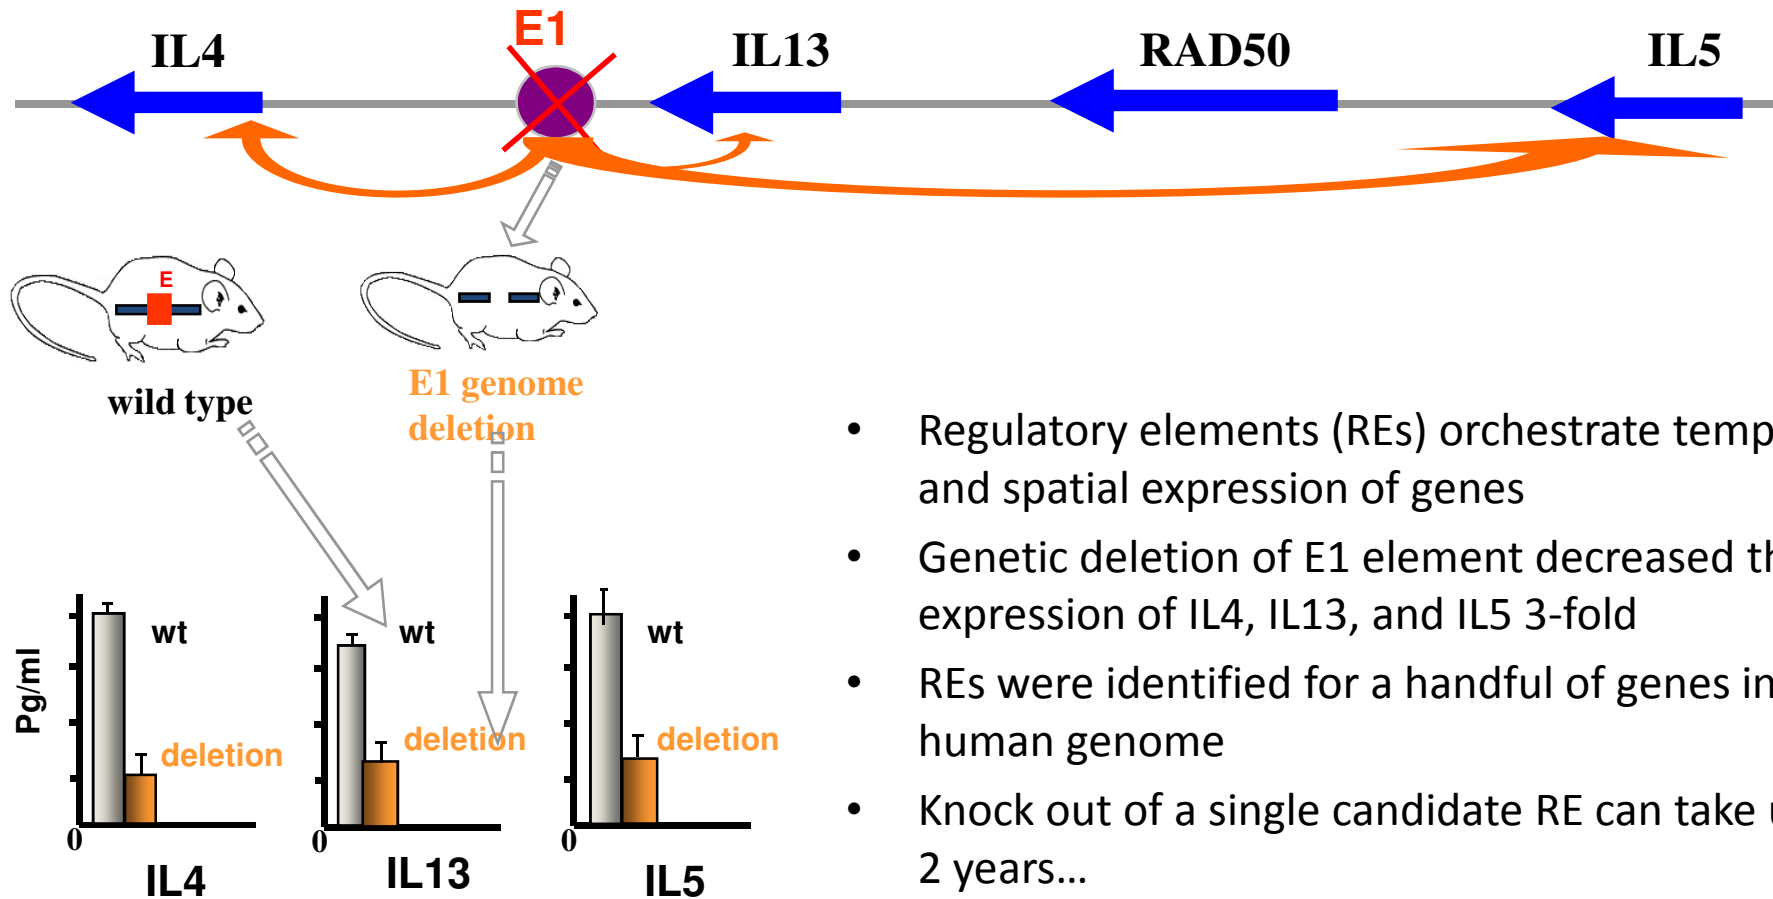 E1
IL4
IL13
RAD50
IL5
E
wild type
E1 genome
deletion
Pg/ml
wt
deletion
0
IL4
wt
deletion
0
IL13
wt
deletion
0
IL5
• Regulatory elements (REs) orchestrate temp
and spatial expression of genes
• Genetic deletion of E1 element decreased th
expression of IL4, IL13, and IL5 3-fold
• REs were identified for a handful of genes in
human genome
• Knock out of a single candidate RE can take u
2 years…